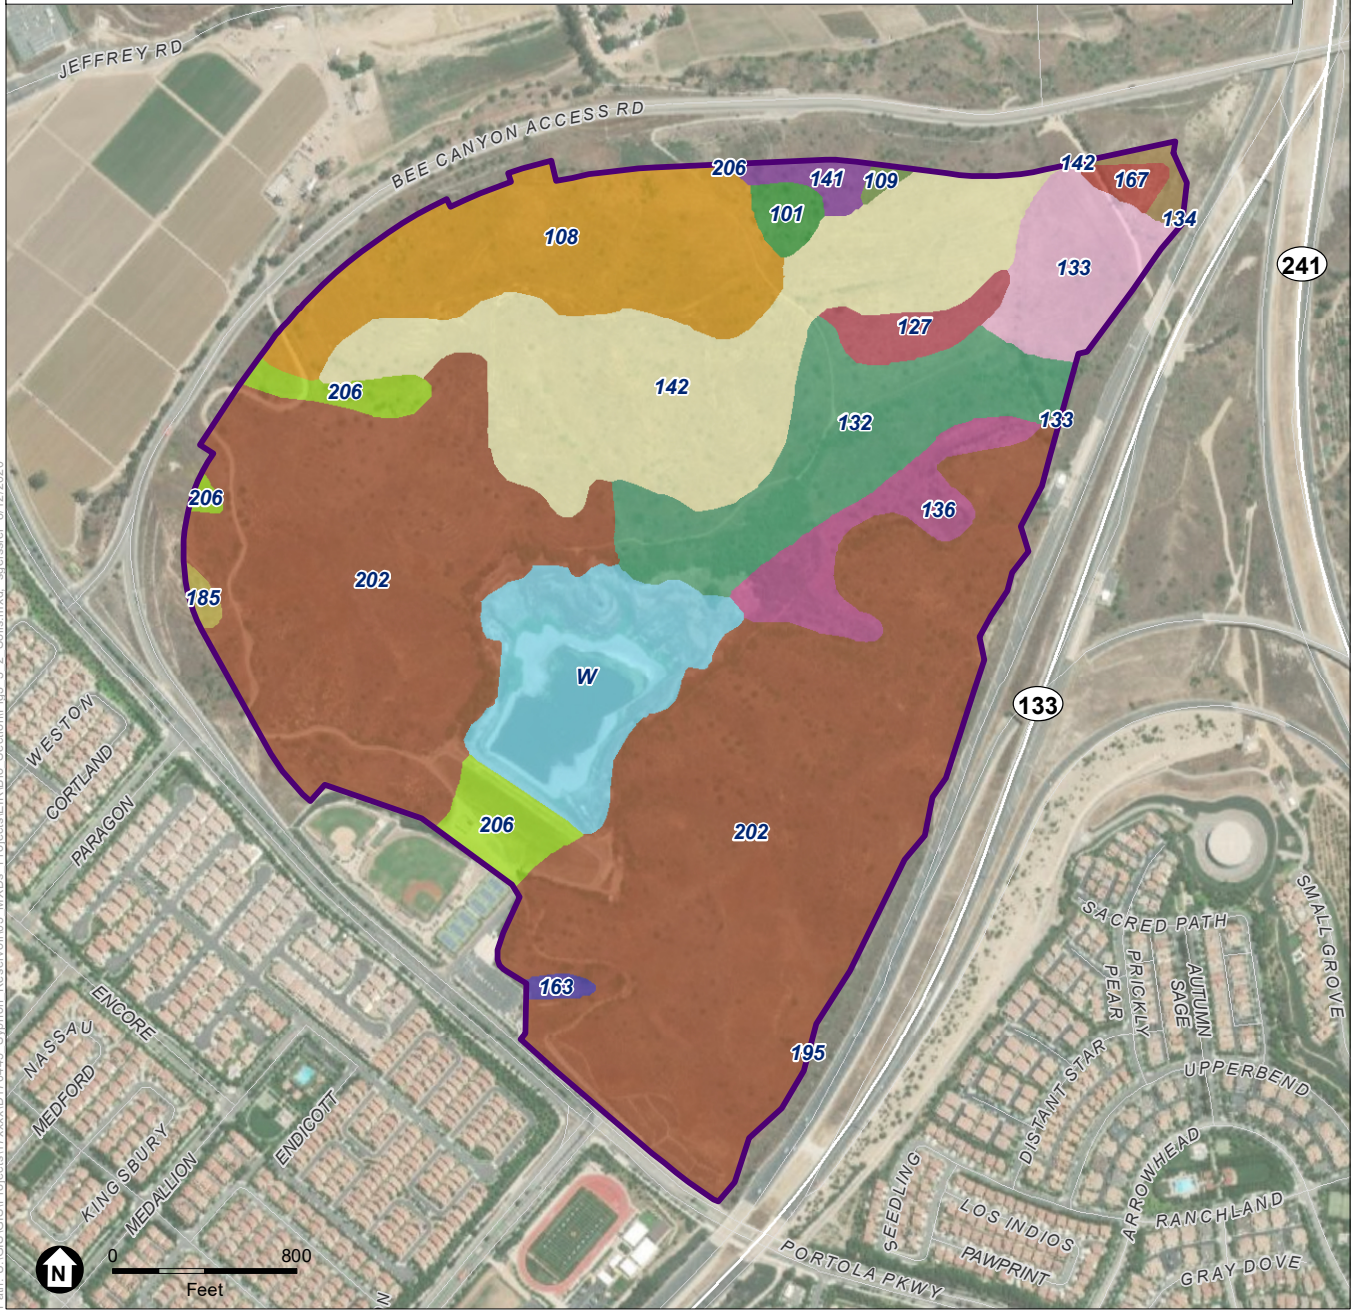 JEFFREY RD
BEE CANYON ACCESS RD
206
141
109
142
167
101
134
108
133
241
127
206
142
132
133
206
136
202
185
W
133
WESTON
CORTLAND
PARAGON
206
202
SMALL GROVE
SACRED PATH
PRICKLY
PEAR
AUTUMN
SAGE
163
ENCORE
NASSAU
195
DISTANT STAR
UPPERBEND
MEDFORD
ENDICOTT
KINGSBURY
MEDALLION
ARROWHEAD
SEEDLING
LOS INDIOS
RANCHLAND
PAWPRINT
PORTOLA PKWY
GRAY DOVE
N
0 800
Feet
N